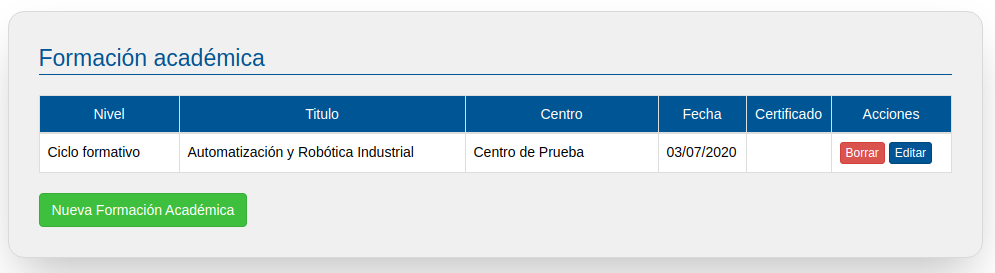 Formación académica
Nivel Titulo Centro Fecha Certificado Acciones
Ciclo formativo Automatización y Robótica Industrial Centro de Prueba 03/07/2020 Borrar Editar
Nueva Formación Académica